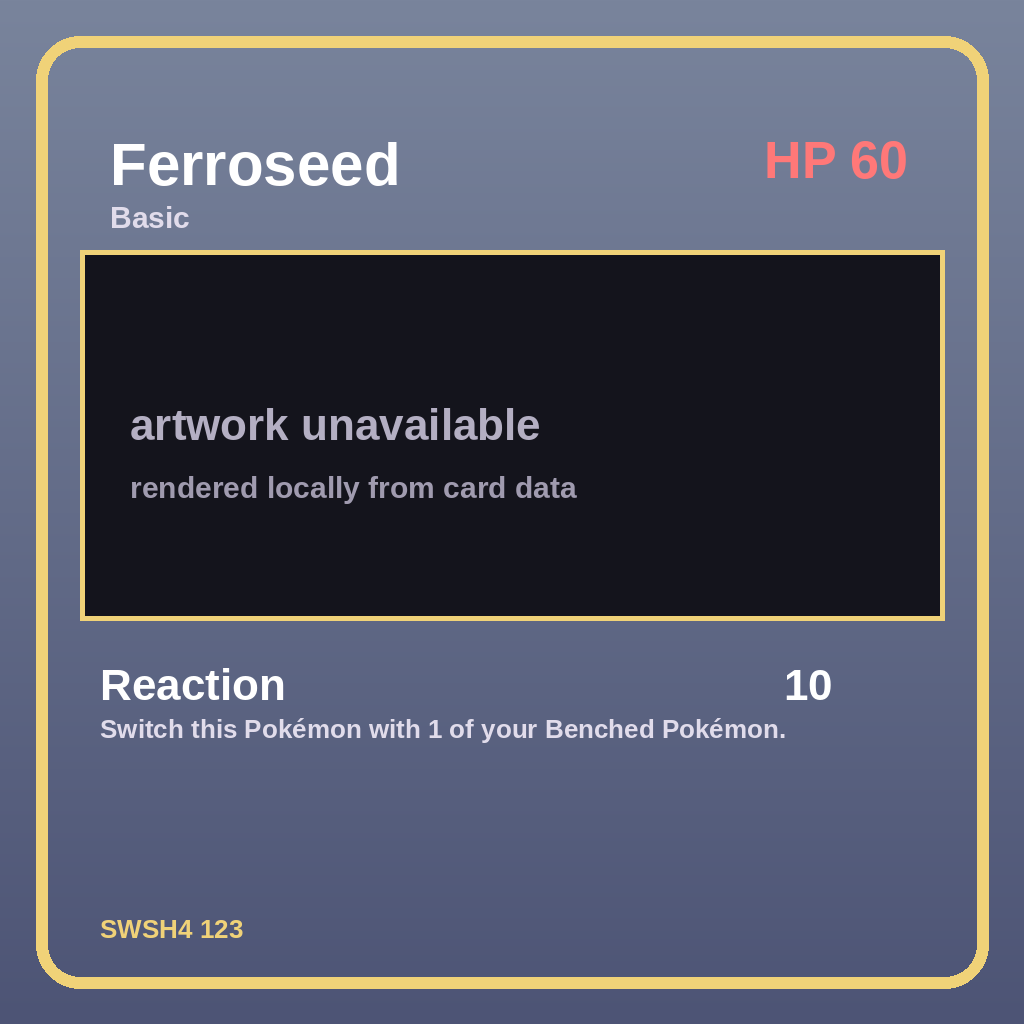 Ferroseed
HP 60
Basic
artwork unavailable
rendered locally from card data
Reaction 10
Switch this Pokémon with 1 of your Benched Pokémon.
SWSH4 123